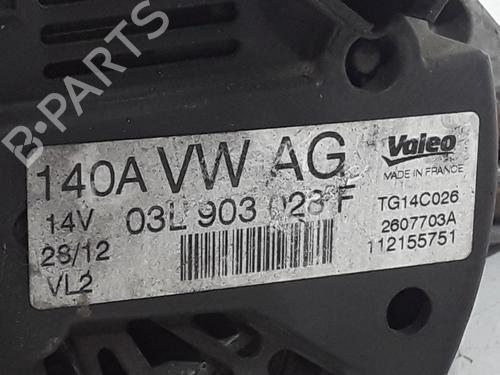 B-PARTS
140A VW AG
Valeo
MADE IN FRANCE
14V 03L 903 023 F
TG14C026
28/12
2607703A
VL2
112155751